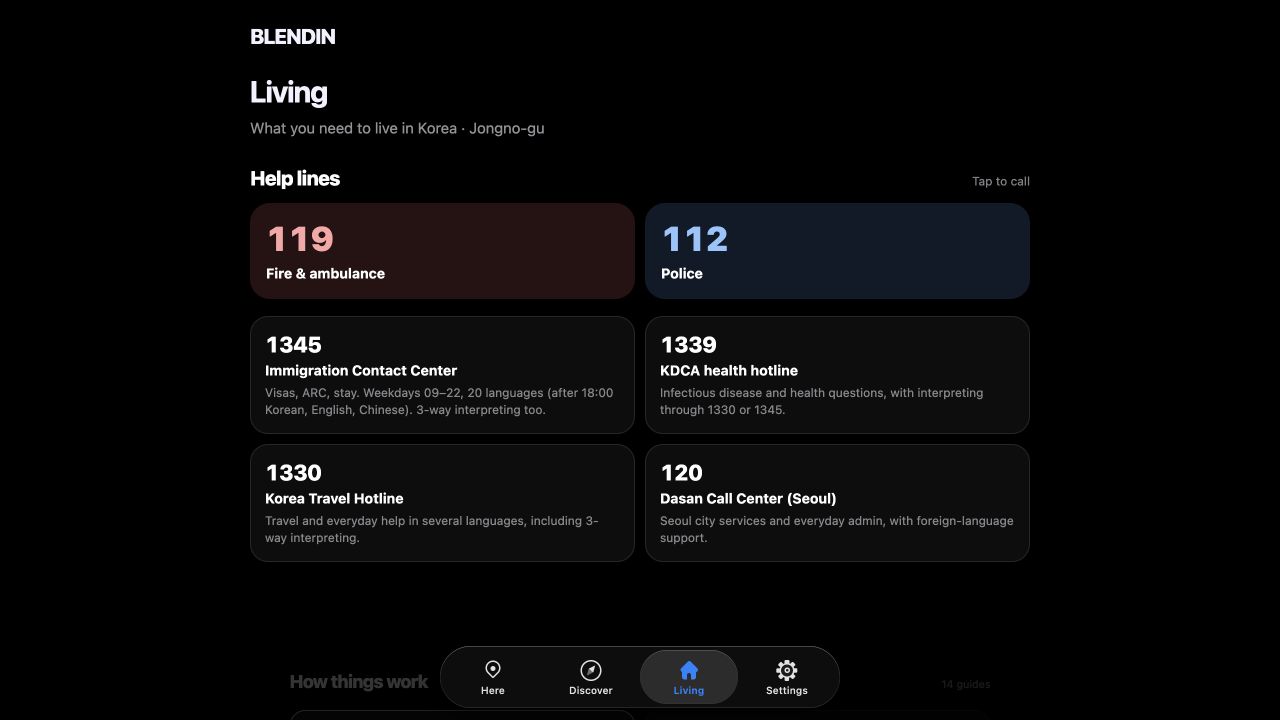 BLENDIN
Living
What you need to live in Korea · Jongno-gu
Help lines
Tap to call
119
Fire & ambulance
112
Police
1345
Immigration Contact Center
Visas, ARC, stay. Weekdays 09–22, 20 languages (after 18:00
Korean, English, Chinese). 3-way interpreting too.
1339
KDCA health hotline
Infectious disease and health questions, with interpreting
through 1330 or 1345.
1330
Korea Travel Hotline
Travel and everyday help in several languages, including 3-
way interpreting.
120
Dasan Call Center (Seoul)
Seoul city services and everyday admin, with foreign-language
support.
How things work
14 guides
Here
Discover
Living
Settings